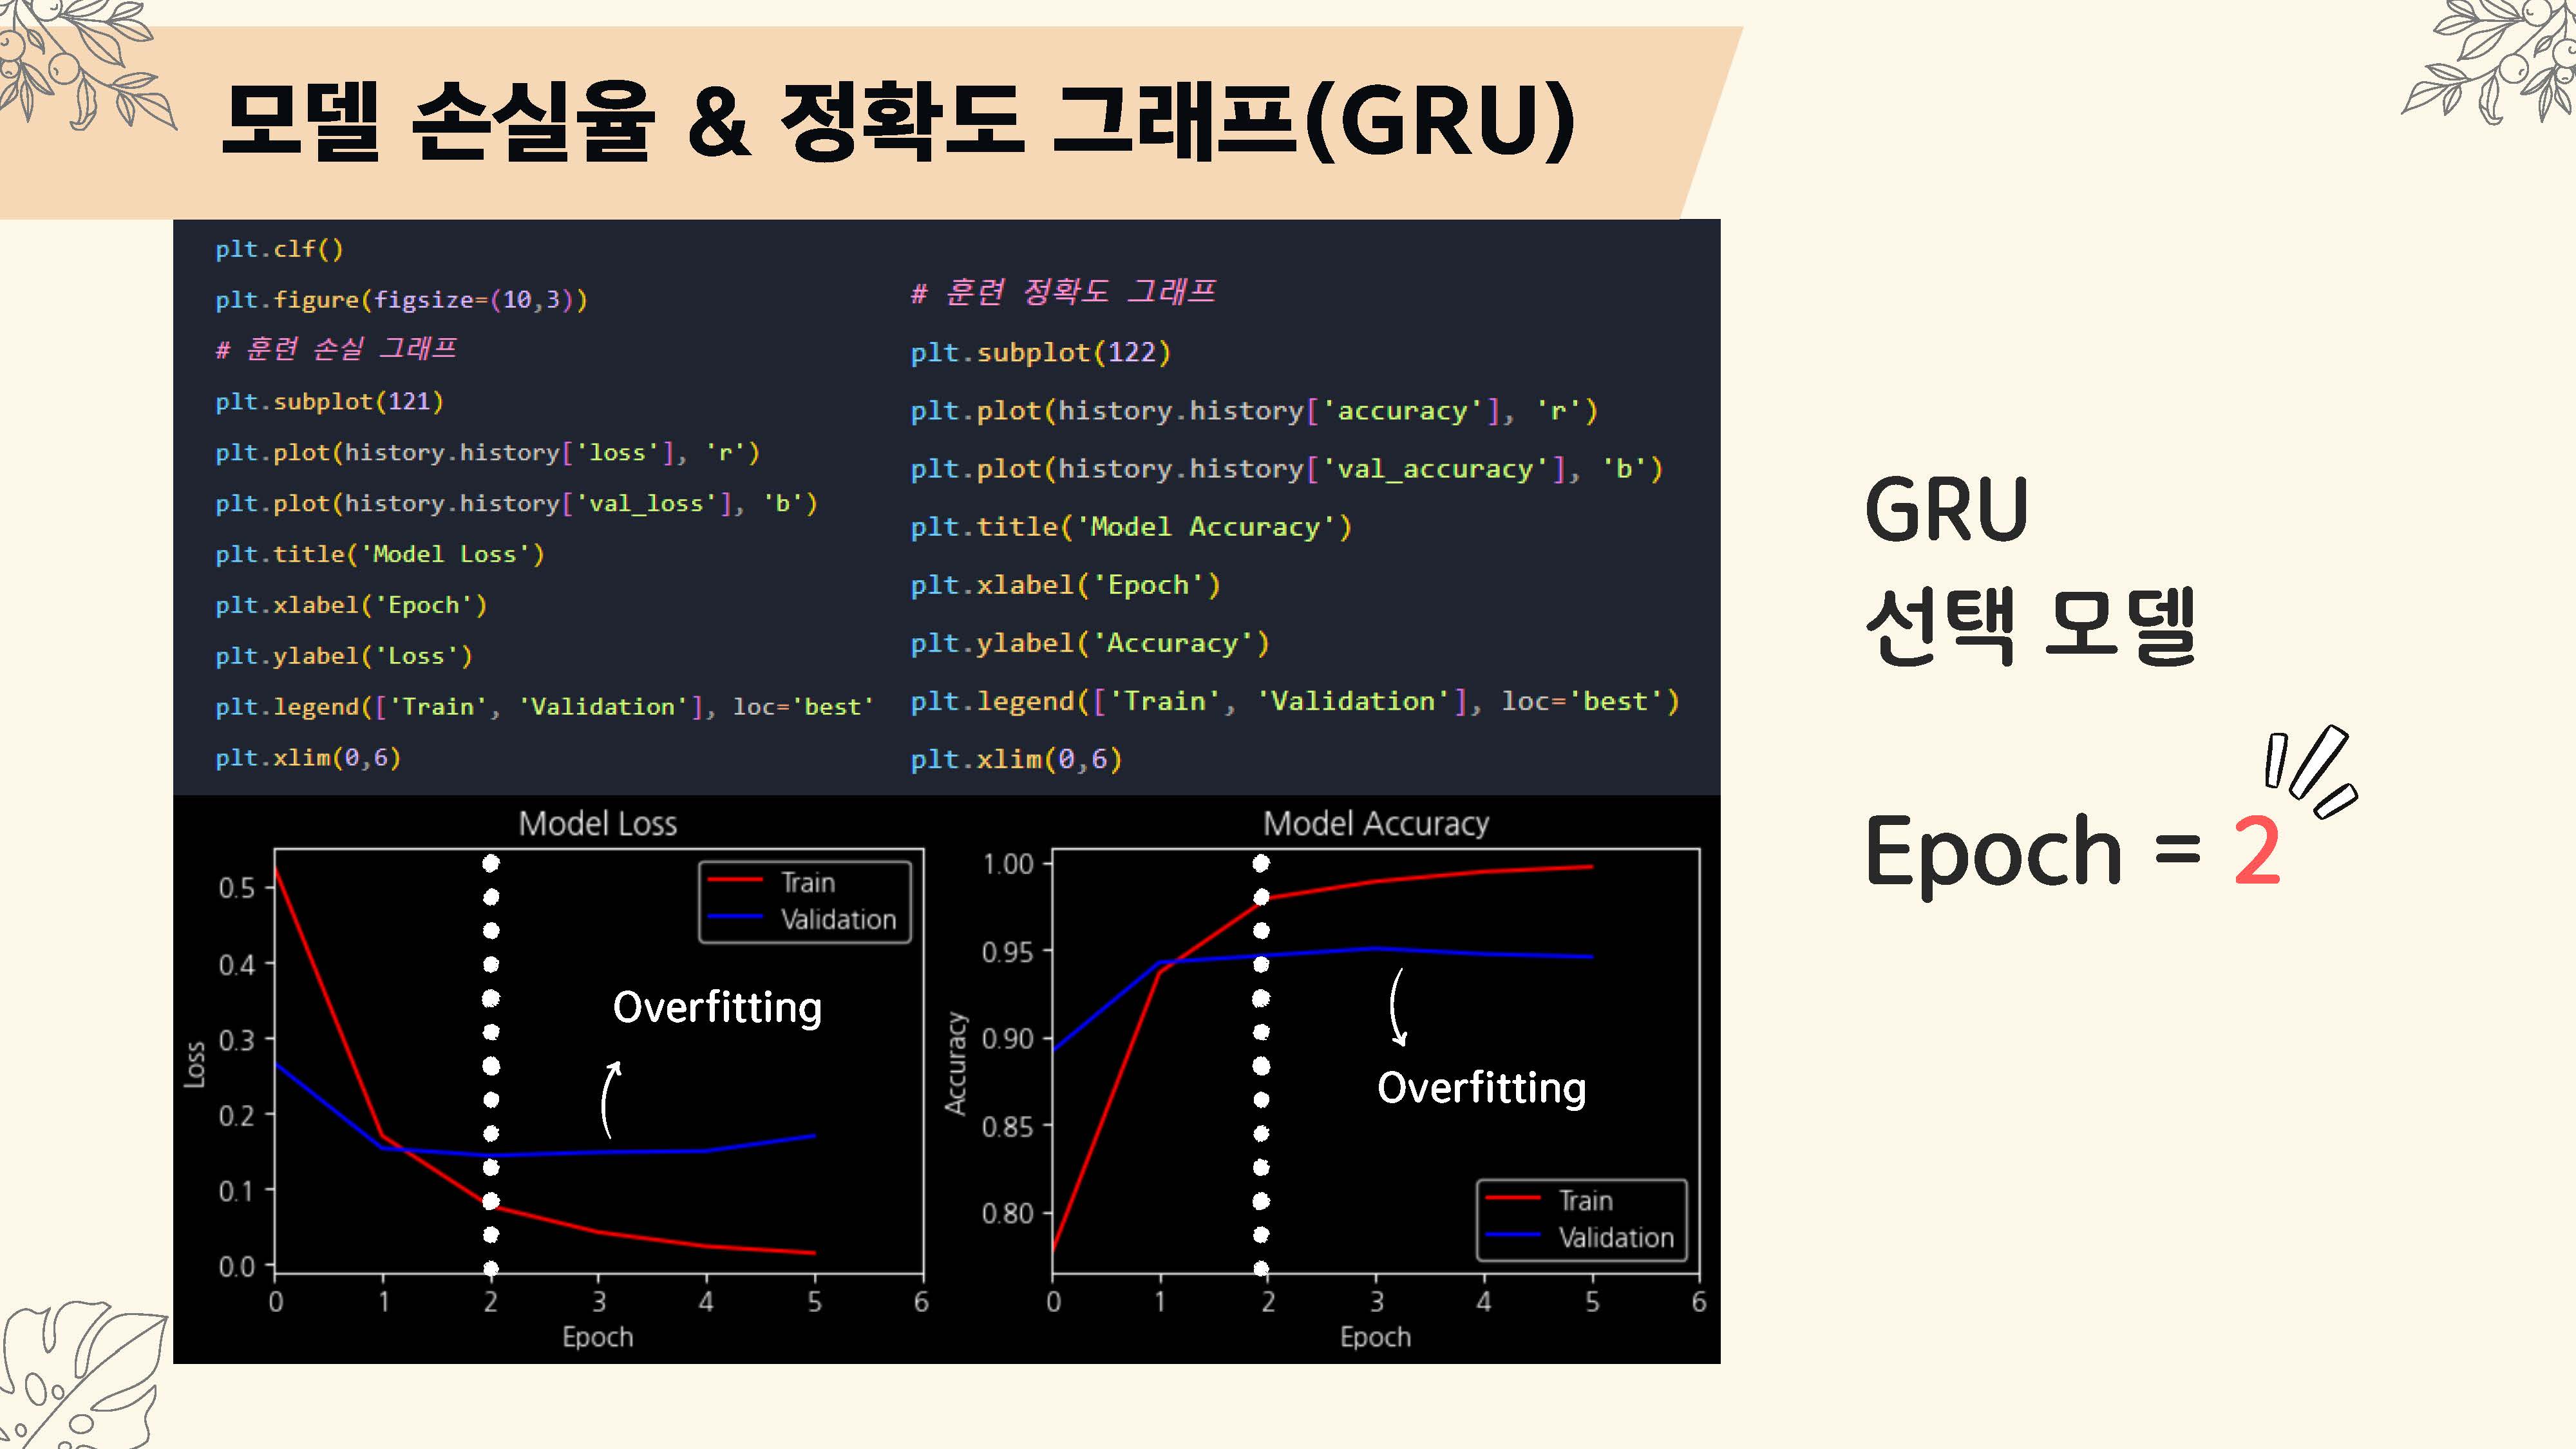 모델 손실율 & 정확도 그래프(GRU)
plt.clf()
plt.figure(figsize=(10,3))
# 훈련 손실 그래프
plt.subplot(121)
plt.plot(history.history['loss'], 'r')
plt.plot(history.history['val_loss'], 'b')
plt.title('Model Loss')
plt.xlabel('Epoch')
plt.ylabel('Loss')
plt.legend(['Train', 'Validation'], loc='best'
plt.xlim(0,6)
# 훈련 정확도 그래프
plt.subplot(122)
plt.plot(history.history['accuracy'], 'r')
plt.plot(history.history['val_accuracy'], 'b')
plt.title('Model Accuracy')
plt.xlabel('Epoch')
plt.ylabel('Accuracy')
plt.legend(['Train', 'Validation'], loc='best')
plt.xlim(0,6)
Model Loss
Train
Validation
Overfitting
Loss
0.5
0.4
0.3
0.2
0.1
0.0
0 1 2 3 4 5 6
Epoch
Model Accuracy
Accuracy
1.00
0.95
0.90
0.85
0.80
Overfitting
Train
Validation
0 1 2 3 4 5 6
Epoch
GRU
선택 모델
Epoch = 2